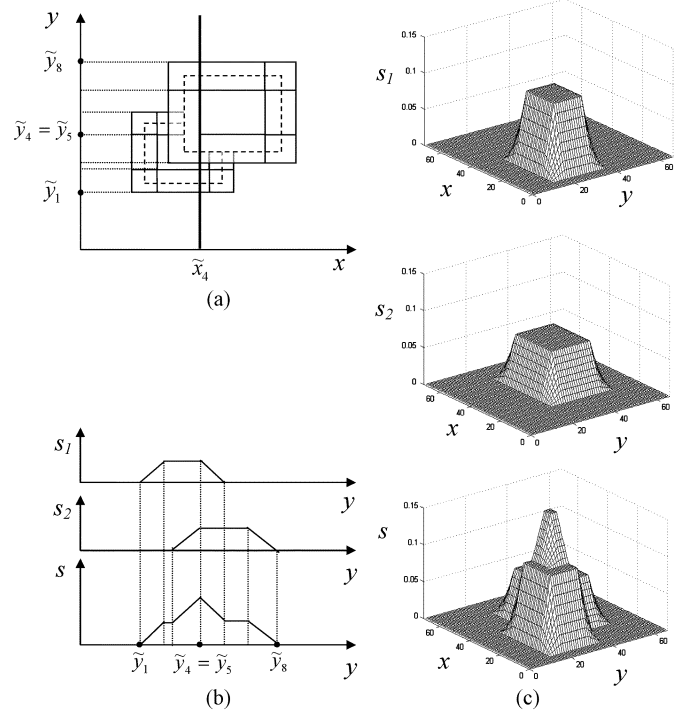 y
ỹ₈
ỹ₄ = ỹ₅
ỹ₁
x̃₄
x
(a)
s₁
y
s₂
y
s
ỹ₁
ỹ₄ = ỹ₅
ỹ₈
y
(b)
0.15
s₁
0.1
0.05
0
60
40
20
0
0
20
40
60
x
y
0.15
s₂
0.1
0.05
0
60
40
20
0
0
20
40
60
x
y
0.15
s
0.1
0.05
0
60
40
20
0
0
20
40
60
x
y
(c)